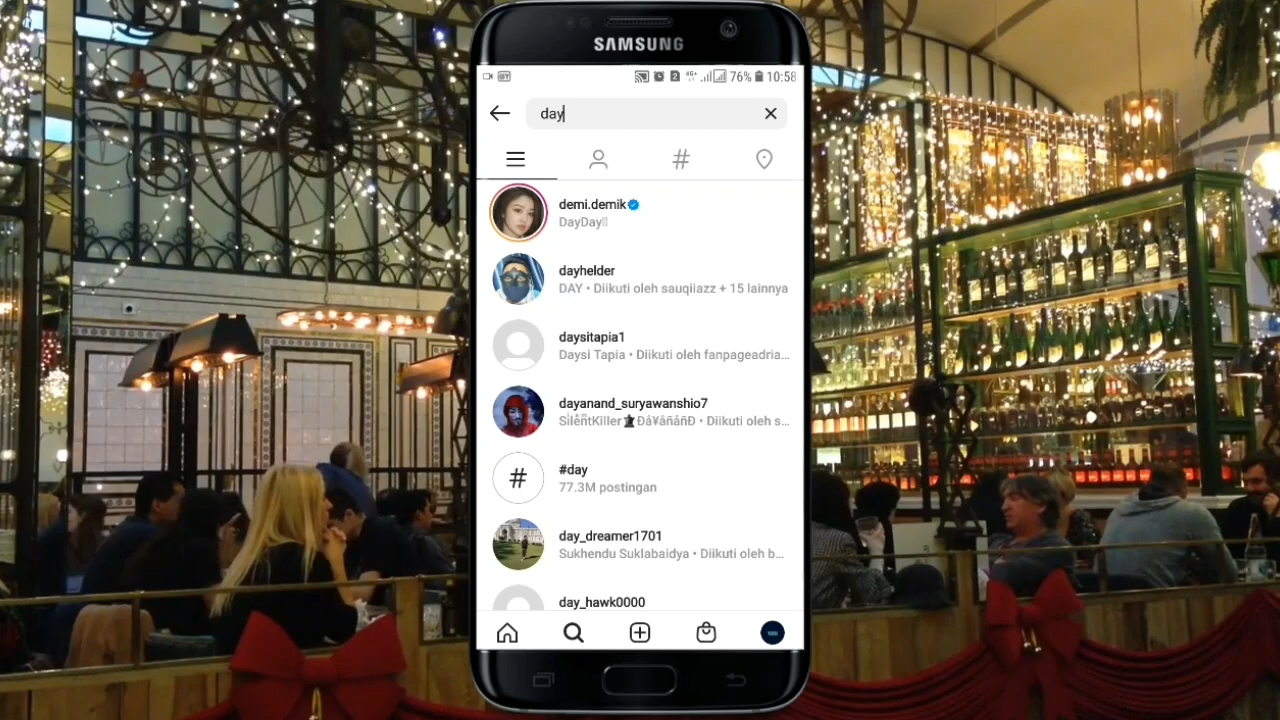 SAMSUNG
76% 10:58
day
demi.demik
DayDay
dayhelder
DAY • Diikuti oleh sauqiiazz + 15 lainnya
daysitapia1
Daysi Tapia • Diikuti oleh fanpageadria...
dayanand_suryawanshio7
• Diikuti oleh s...
#day
77.3M postingan
day_dreamer1701
Sukhendu Suklabaidya • Diikuti oleh b...
day_hawk0000